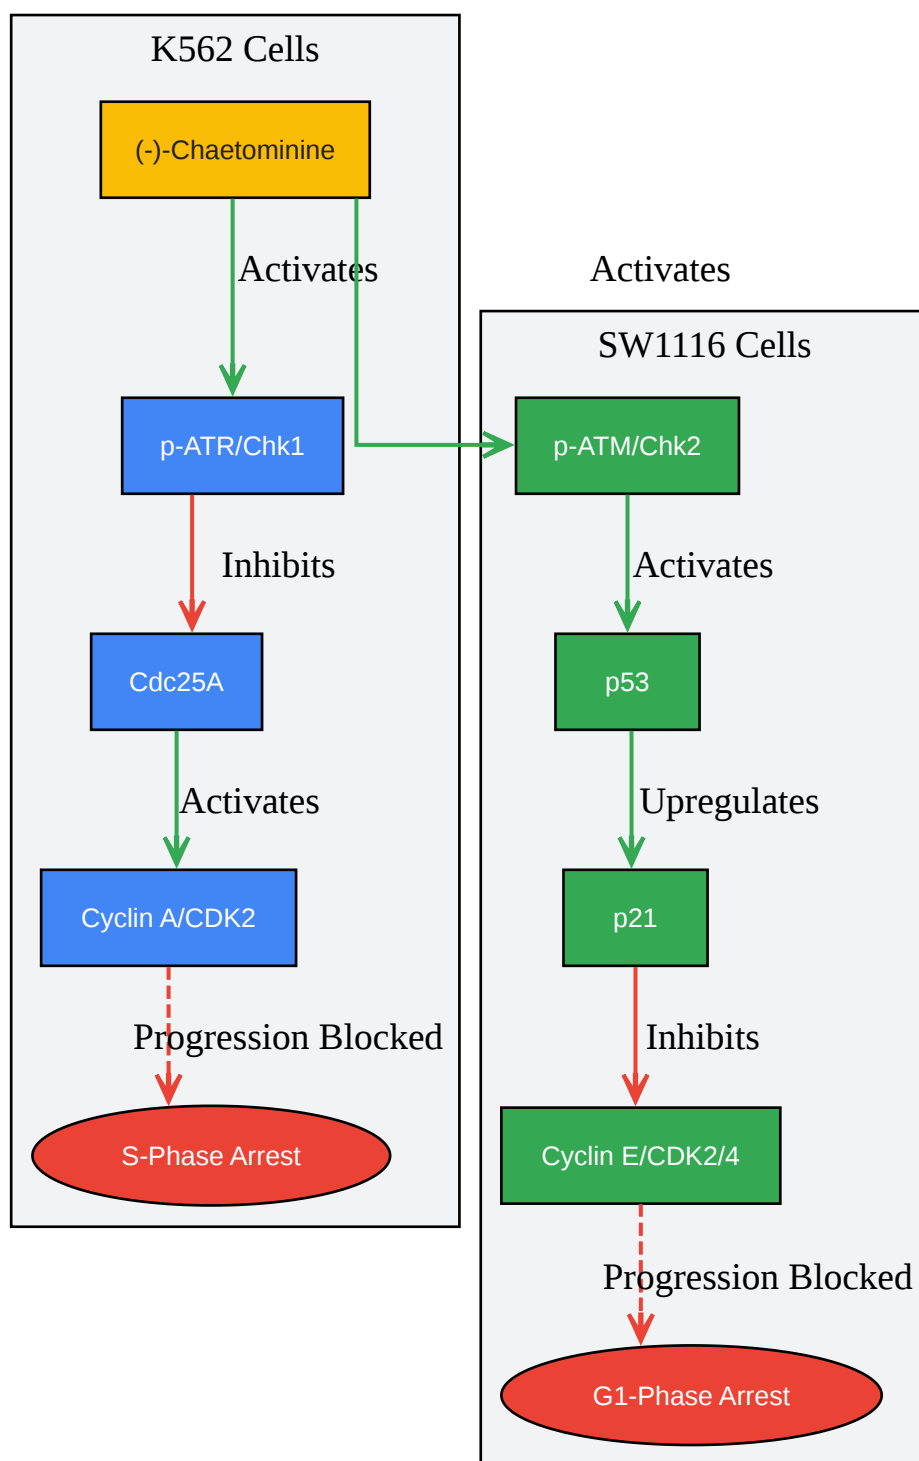 K562 Cells
(-)-Chaetominine
Activates
p-ATR/Chk1
Inhibits
Cdc25A
Activates
Cyclin A/CDK2
Progression Blocked
S-Phase Arrest
Activates
SW1116 Cells
p-ATM/Chk2
Activates
p53
Upregulates
p21
Inhibits
Cyclin E/CDK2/4
Progression Blocked
G1-Phase Arrest